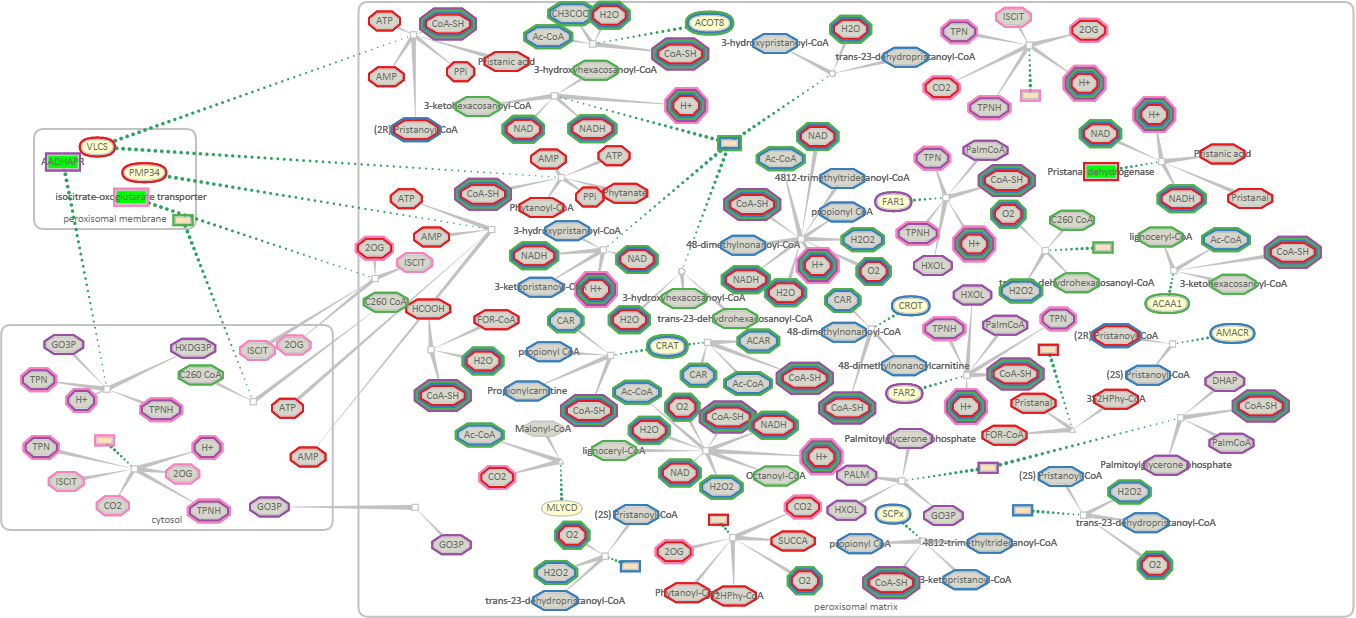 ATP
CoA-SH
CH3COO
H2O
Ac-CoA
ACOT8
3-hydroxypristanoyl-CoA
H2O
ISCIT
TPN
2OG
AMP
PPi
Pristanic acid
3-hydroxyhexacosanoyl-CoA
CoA-SH
trans-23-dehydropristanoyl-CoA
CO2
H+
TPNH
3-ketohexacosanoyl-CoA
H+
(2R) Pristanoyl-CoA
NAD
NADH
NAD
H+
NAD
VLCS
AADHAPR
PMP34
isocitrate-oxoglutarate transporter
peroxisomal membrane
AMP
ATP
CoA-SH
PPi
Phytanate
Phytanoyl-CoA
Ac-CoA
4812-trimethyltridecanoyl-CoA
CoA-SH
propionyl CoA
48-dimethylnonanoyl-CoA
H2O2
NADH
H2O
H+
O2
TPN
PalmCoA
CoA-SH
FAR1
TPNH
H+
HXOL
Pristanal dehydrogenase
Pristanic acid
NADH
Pristanal
O2
C260 CoA
H2O2
trans-23-dehydrohexacosanoyl-CoA
lignoceryl-CoA
Ac-CoA
CoA-SH
ACAA1
3-ketohexacosanoyl-CoA
ATP
2OG
AMP
ISCIT
C260 CoA
HCOOH
3-hydroxypristanoyl-CoA
NADH
NAD
3-ketopristanoyl-CoA
H+
3-hydroxyhexacosanoyl-CoA
H2O
trans-23-dehydrohexacosanoyl-CoA
FOR-CoA
H2O
CoA-SH
CAR
propionyl CoA
CRAT
Propionylcarnitine
CoA-SH
ACAR
CAR
Ac-CoA
CoA-SH
CAR
CROT
48-dimethylnonanoyl-CoA
48-dimethylnonanoylcarnitine
CoA-SH
HXOL
TPNH
PalmCoA
TPN
FAR2
CoA-SH
H+
(2R) Pristanoyl-CoA
AMACR
(2S) Pristanoyl-CoA
Pristanal
FOR-CoA
DHAP
CoA-SH
PalmCoA
Palmitoylglycerone phosphate
GO3P
HXDG3P
TPN
H+
TPNH
C260 CoA
ISCIT
2OG
ATP
AMP
TPN
H+
ISCIT
2OG
CO2
TPNH
cytosol
GO3P
GO3P
Ac-CoA
Malonyl-CoA
CO2
MLYCD
Ac-CoA
O2
H2O
CoA-SH
NADH
lignoceryl-CoA
NAD
H2O2
Octanoyl-CoA
H+
Palmitoylglycerone phosphate
PALM
HXOL
GO3P
(2S) Pristanoyl-CoA
O2
H2O2
trans-23-dehydropristanoyl-CoA
CO2
2OG
SUCCA
Phytanoyl-CoA
O2
SCPx
propionyl CoA
4812-trimethyltridecanoyl-CoA
CoA-SH
3-ketopristanoyl-CoA
(2S) Pristanoyl-CoA
H2O2
trans-23-dehydropristanoyl-CoA
O2
peroxisomal matrix